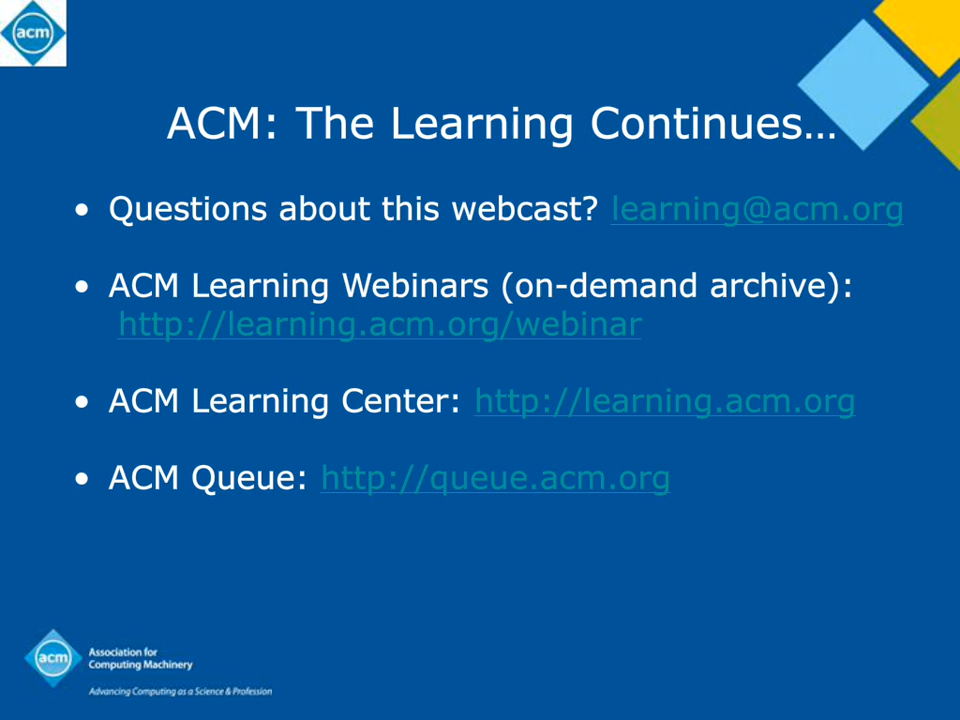 acm
ACM: The Learning Continues…
• Questions about this webcast? learning@acm.org
• ACM Learning Webinars (on-demand archive):
http://learning.acm.org/webinar
• ACM Learning Center: http://learning.acm.org
• ACM Queue: http://queue.acm.org
acm
Association for
Computing Machinery
Advancing Computing as a Science & Profession